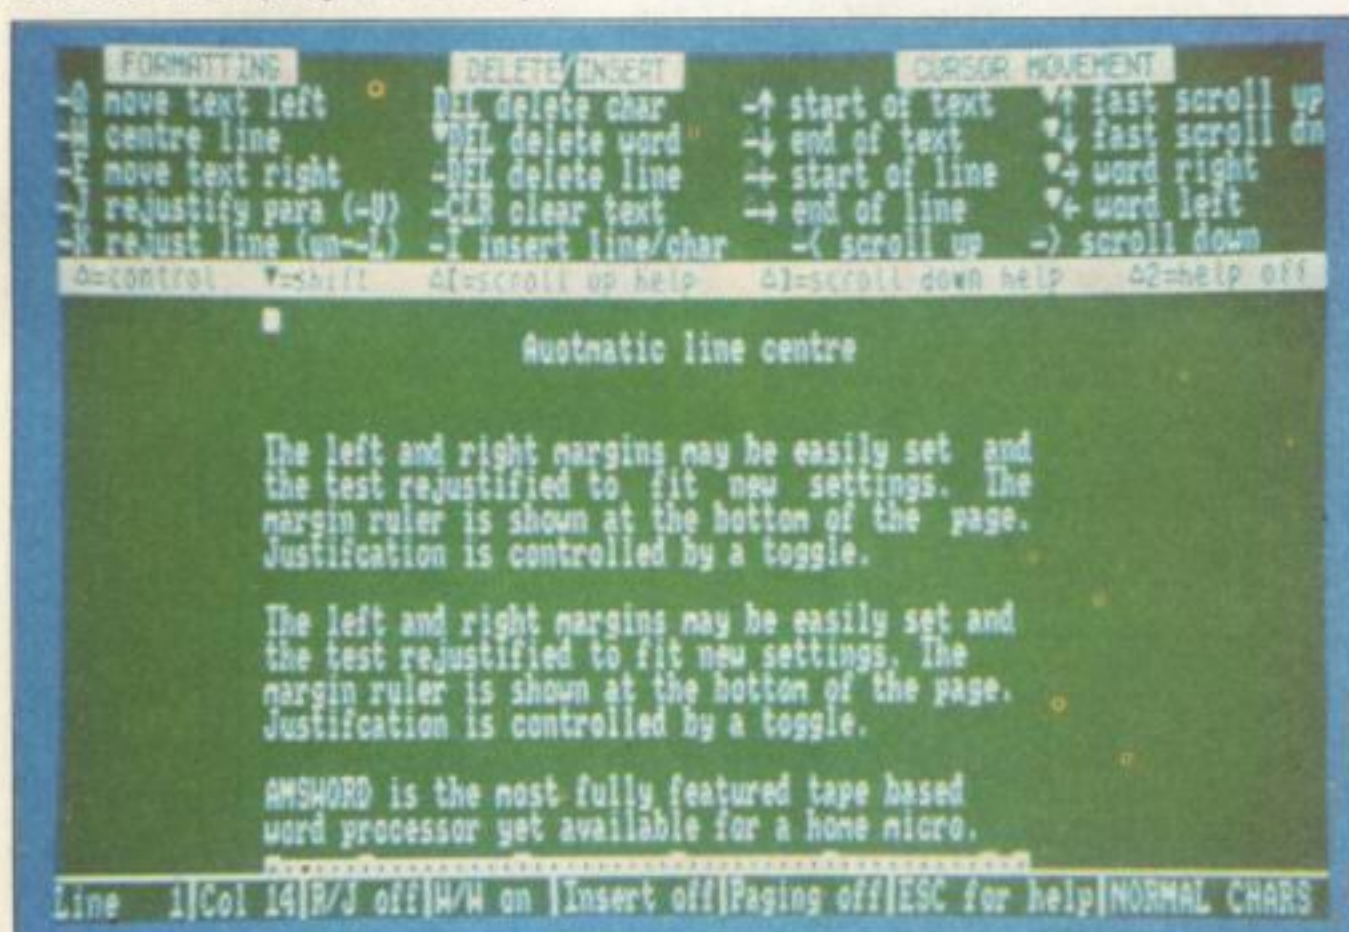 FORMATTING DELETE/INSERT CURSOR MOVEMENT
move text left DEL delete char -↑ start of text ▼↑ fast scroll up
centre line ▼DEL delete word -↓ end of text ▼↓ fast scroll dn
move text right -DEL delete line -← start of line ▼→ word right
rejustify para (-U) -CLR clear text -→ end of line ▼← word left
rejust line (un--L) -I insert line/char -< scroll up -> scroll down
△=control ▼=shift △[=scroll up help △]=scroll down help △2=help off
Auotmatic line centre
The left and right margins may be easily set and
the test rejustified to fit new settings. The
margin ruler is shown at the bottom of the page.
Justifcation is controlled by a toggle.
The left and right margins may be easily set and
the test rejustified to fit new settings. The
margin ruler is shown at the bottom of the page.
Justifcation is controlled by a toggle.
AMSWORD is the most fully featured tape based
word processor yet available for a home micro.
Line 1|Col 14|R/J off|W/W on |Insert off|Paging off|ESC for help|NORMAL CHARS